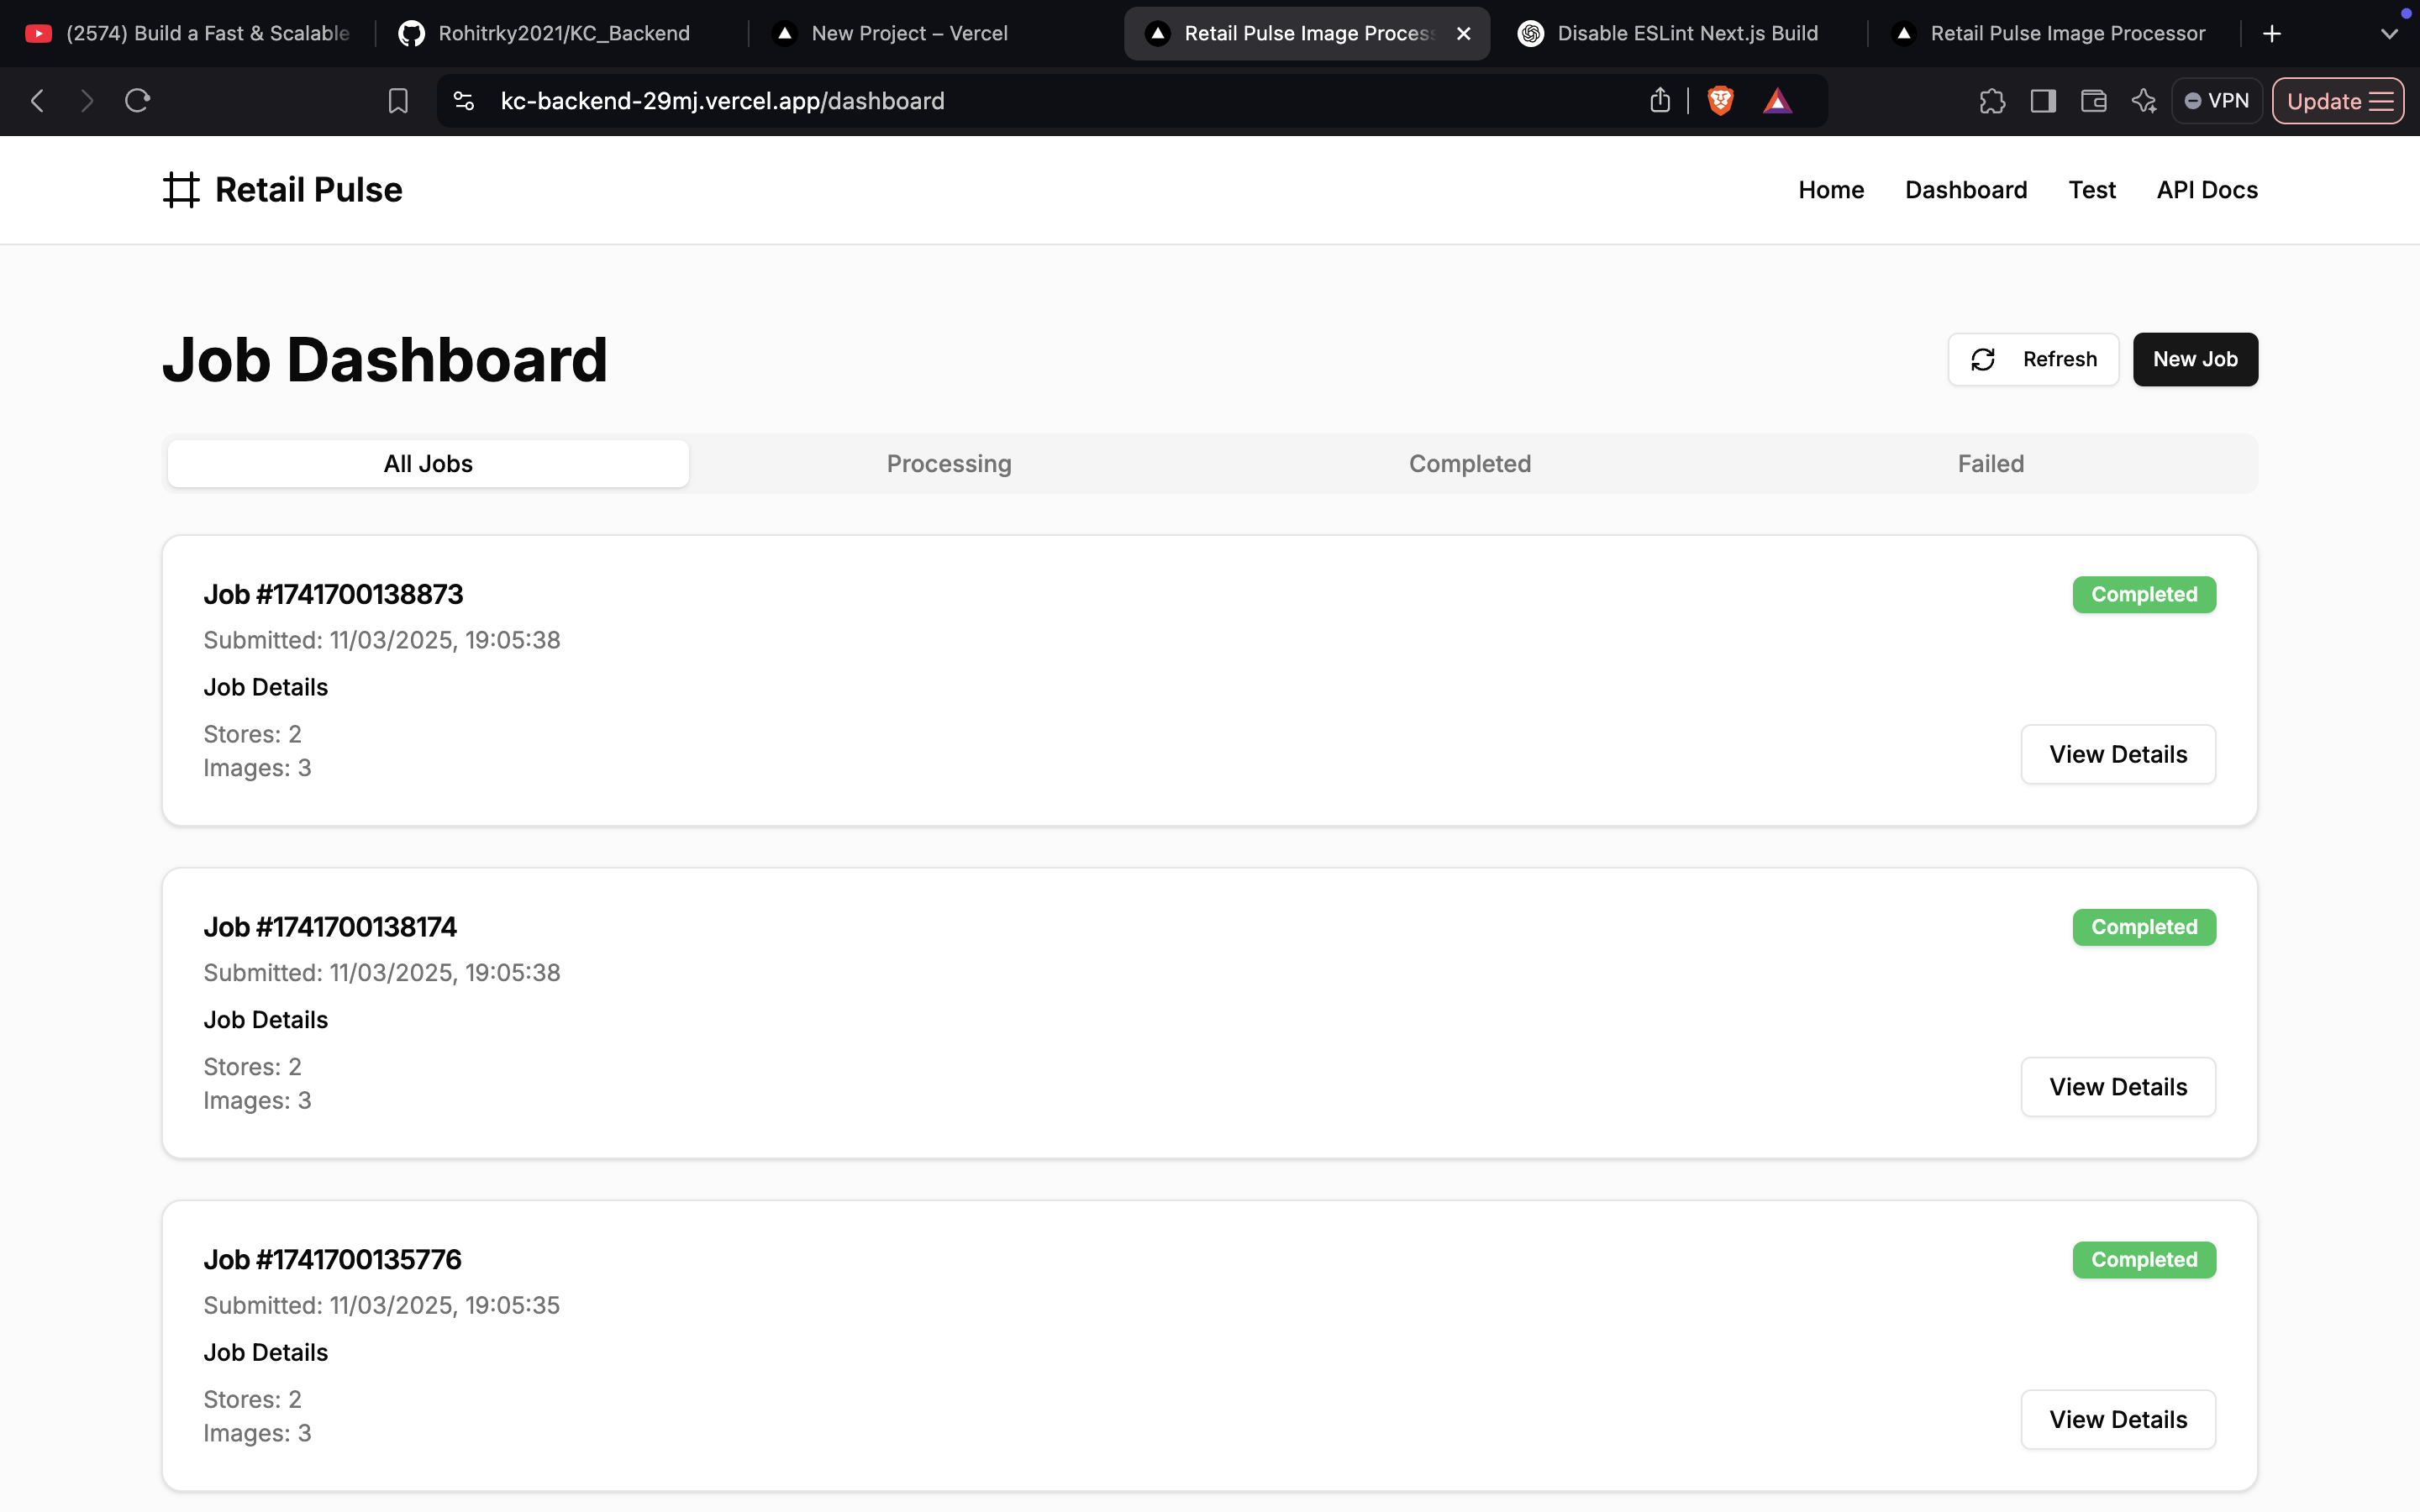 (2574) Build a Fast & Scalable
Rohitrky2021/KC_Backend
New Project – Vercel
Retail Pulse Image Process
Disable ESLint Next.js Build
Retail Pulse Image Processor
kc-backend-29mj.vercel.app/dashboard
VPN
Update
Retail Pulse
Home
Dashboard
Test
API Docs
Job Dashboard
Refresh
New Job
All Jobs
Processing
Completed
Failed
Job #1741700138873
Completed
Submitted: 11/03/2025, 19:05:38
Job Details
Stores: 2
Images: 3
View Details
Job #1741700138174
Completed
Submitted: 11/03/2025, 19:05:38
Job Details
Stores: 2
Images: 3
View Details
Job #1741700135776
Completed
Submitted: 11/03/2025, 19:05:35
Job Details
Stores: 2
Images: 3
View Details